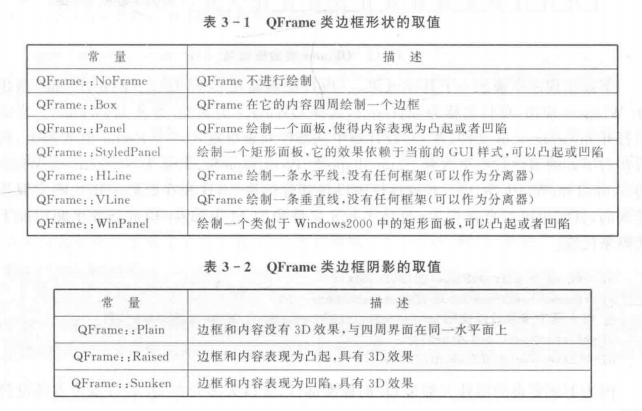 表 3-1 QFrame 类边框形状的取值
常 量 描 述
QFrame::NoFrame QFrame 不进行绘制
QFrame::Box QFrame 在它的内容四周绘制一个边框
QFrame::Panel QFrame 绘制一个面板,使得内容表现为凸起或者凹陷
QFrame::StyledPanel 绘制一个矩形面板,它的效果依赖于当前的 GUI 样式,可以凸起或凹陷
QFrame::HLine QFrame 绘制一条水平线,没有任何框架(可以作为分离器)
QFrame::VLine QFrame 绘制一条垂直线,没有任何框架(可以作为分离器)
QFrame::WinPanel 绘制一个类似于 Windows2000 中的矩形面板,可以凸起或者凹陷
表 3-2 QFrame 类边框阴影的取值
常 量 描 述
QFrame::Plain 边框和内容没有 3D 效果,与四周界面在同一水平面上
QFrame::Raised 边框和内容表现为凸起,具有 3D 效果
QFrame::Sunken 边框和内容表现为凹陷,具有 3D 效果